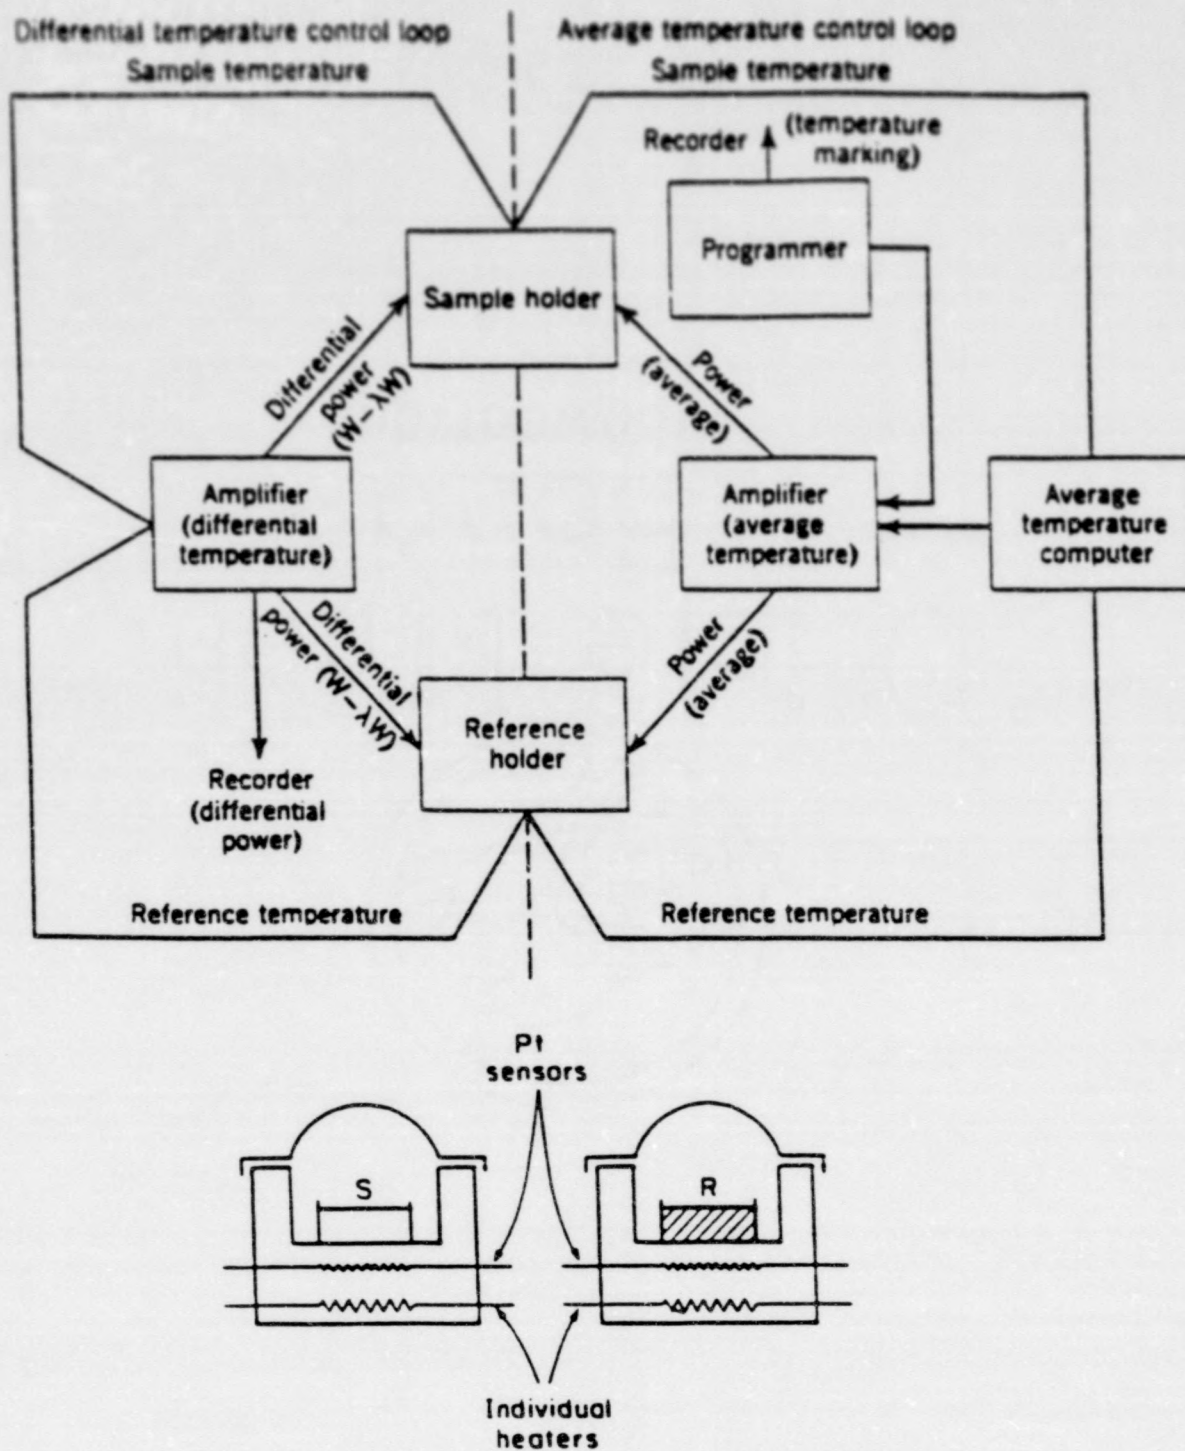 Differential temperature control loop
Average temperature control loop
Sample temperature
Sample temperature
Recorder
(temperature
marking)
Programmer
Sample holder
Differential
power
(W-λW)
Power
(average)
Amplifier
(differential
temperature)
Amplifier
(average
temperature)
Average
temperature
computer
Differential
power (W-λW)
Power
(average)
Reference
holder
Recorder
(differential
power)
Reference temperature
Reference temperature
Pt
sensors
S
R
Individual
heaters